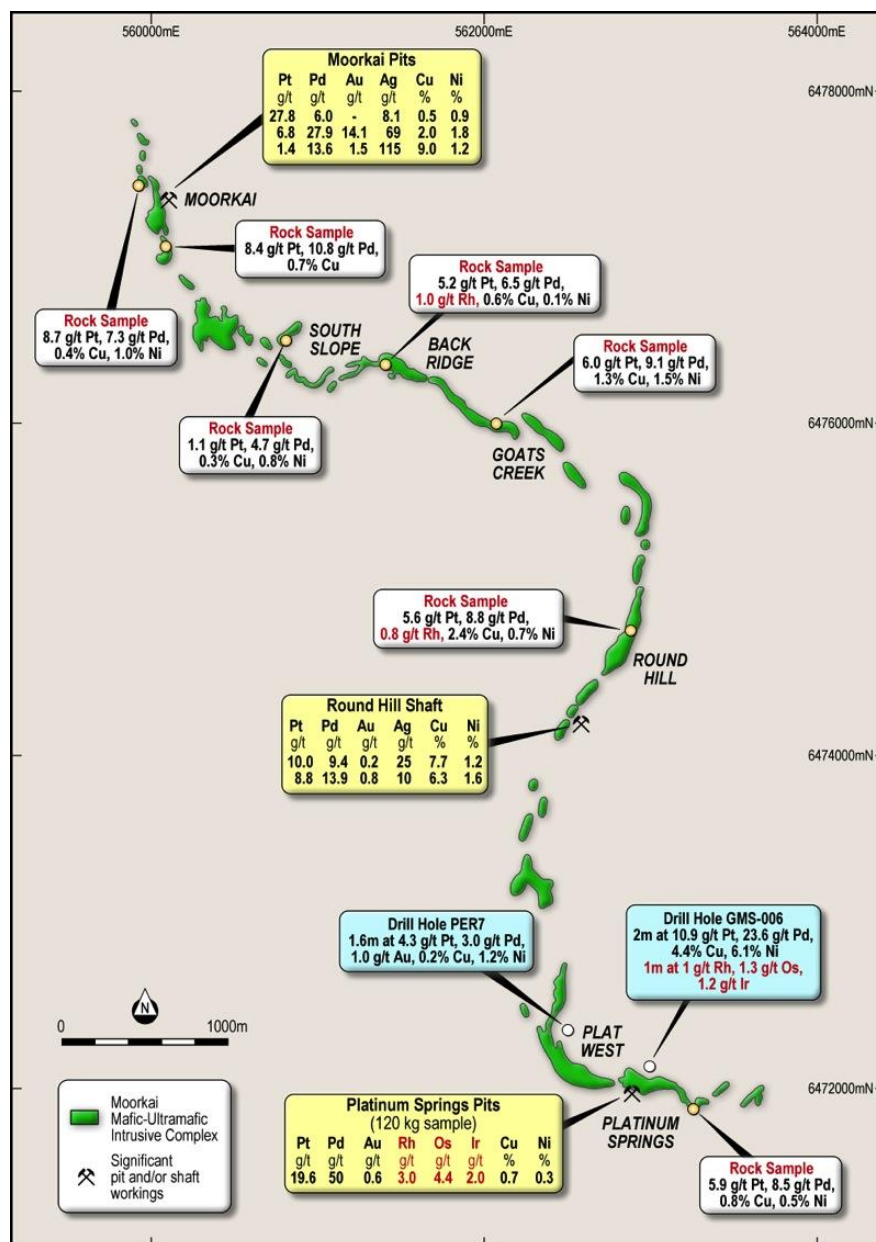 560000mE
562000mE
564000mE
Moorkai Pits
Pt Pd Au Ag Cu Ni
g/t g/t g/t g/t % %
27.8 6.0 - 8.1 0.5 0.9
6.8 27.9 14.1 69 2.0 1.8
1.4 13.6 1.5 115 9.0 1.2
6478000mN
MOORKAI
Rock Sample
8.4 g/t Pt, 10.8 g/t Pd,
0.7% Cu
Rock Sample
5.2 g/t Pt, 6.5 g/t Pd,
1.0 g/t Rh, 0.6% Cu, 0.1% Ni
Rock Sample
8.7 g/t Pt, 7.3 g/t Pd,
0.4% Cu, 1.0% Ni
SOUTH
SLOPE
BACK
RIDGE
Rock Sample
6.0 g/t Pt, 9.1 g/t Pd,
1.3% Cu, 1.5% Ni
6476000mN
Rock Sample
1.1 g/t Pt, 4.7 g/t Pd,
0.3% Cu, 0.8% Ni
GOATS
CREEK
Rock Sample
5.6 g/t Pt, 8.8 g/t Pd,
0.8 g/t Rh, 2.4% Cu, 0.7% Ni
ROUND
HILL
Round Hill Shaft
Pt Pd Au Ag Cu Ni
g/t g/t g/t g/t % %
10.0 9.4 0.2 25 7.7 1.2
8.8 13.9 0.8 10 6.3 1.6
6474000mN
Drill Hole PER7
1.6m at 4.3 g/t Pt, 3.0 g/t Pd,
1.0 g/t Au, 0.2% Cu, 1.2% Ni
Drill Hole GMS-006
2m at 10.9 g/t Pt, 23.6 g/t Pd,
4.4% Cu, 6.1% Ni
1m at 1 g/t Rh, 1.3 g/t Os,
1.2 g/t Ir
N
0 1000m
PLAT
WEST
6472000mN
Moorkai
Mafic-Ultramafic
Intrusive Complex
Significant
pit and/or shaft
workings
Platinum Springs Pits
(120 kg sample)
Pt Pd Au Rh Os Ir Cu Ni
g/t g/t g/t g/t g/t g/t % %
19.6 50 0.6 3.0 4.4 2.0 0.7 0.3
PLATINUM
SPRINGS
Rock Sample
5.9 g/t Pt, 8.5 g/t Pd,
0.8% Cu, 0.5% Ni